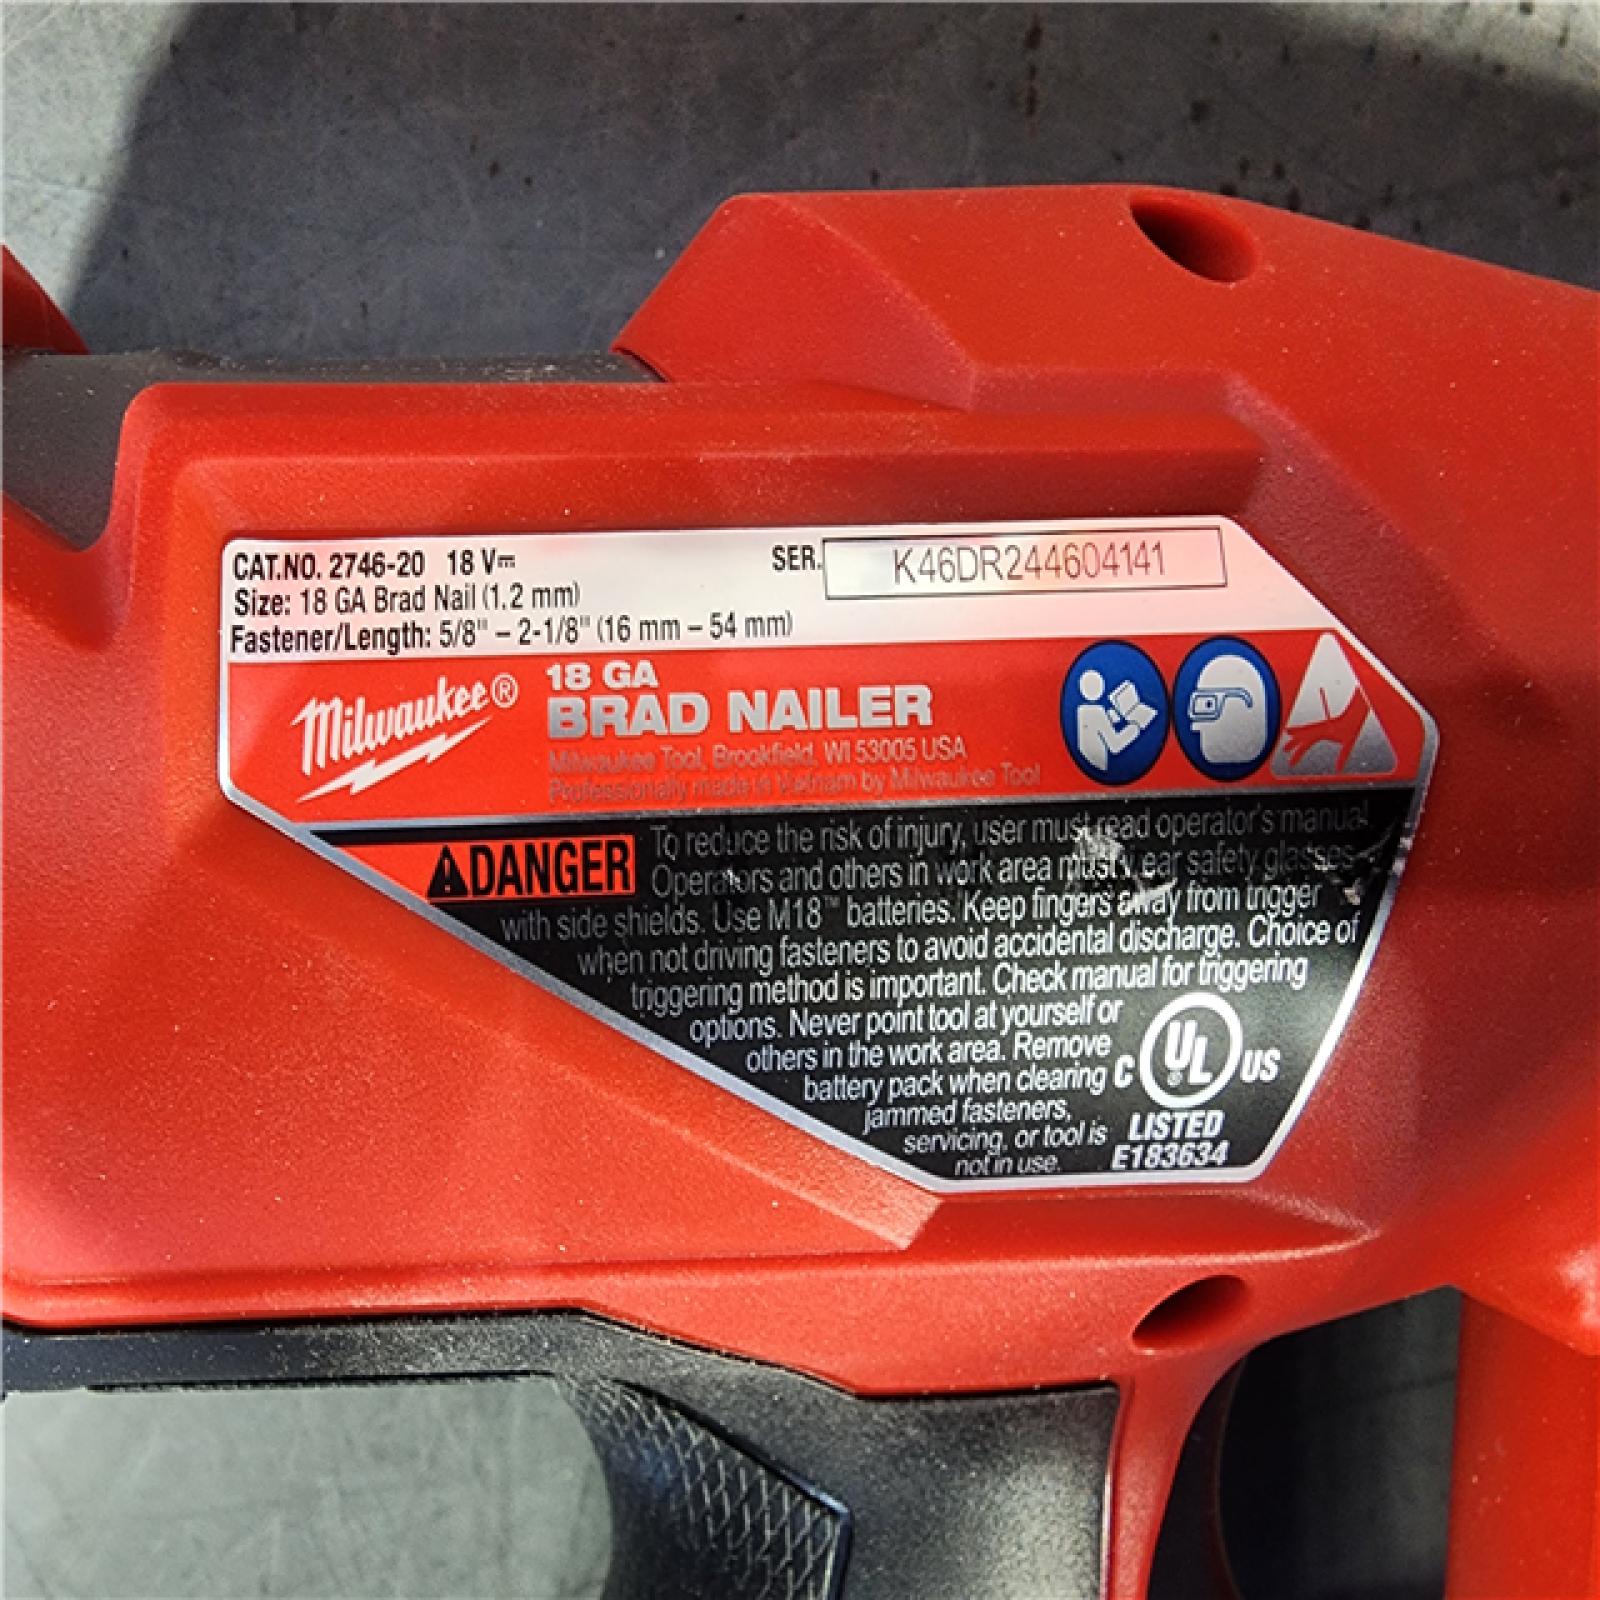 CAT.NO. 2746-20 18 V⎓
SER. K46DR244604141
Size: 18 GA Brad Nail (1.2 mm)
Fastener/Length: 5/8" – 2-1/8" (16 mm – 54 mm)
Milwaukee®
18 GA
BRAD NAILER
Milwaukee Tool, Brookfield, WI 53005 USA
Professionally made in Vietnam by Milwaukee Tool
DANGER
To reduce the risk of injury, user must read operator's manual.
Operators and others in work area must wear safety glasses
with side shields. Use M18™ batteries. Keep fingers away from trigger
when not driving fasteners to avoid accidental discharge. Choice of
triggering method is important. Check manual for triggering
options. Never point tool at yourself or
others in the work area. Remove
battery pack when clearing
jammed fasteners,
servicing, or tool is
not in use.
C UL® US
LISTED
E183634